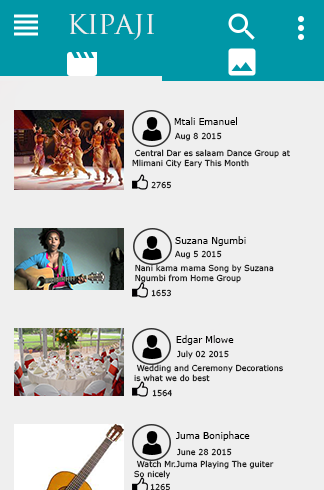 KIPAJI
Mtali Emanuel
Aug 8 2015
Central Dar es salaam Dance Group at
Mlimani City Eary This Month
2765
Suzana Ngumbi
Aug 5 2015
Nani kama mama Song by Suzana
Ngumbi from Home Group
1653
Edgar Mlowe
July 02 2015
Wedding and Ceremony Decorations
is what we do best
1564
Juma Boniphace
June 28 2015
Watch Mr.Juma Playing The guiter
So nicely
1265